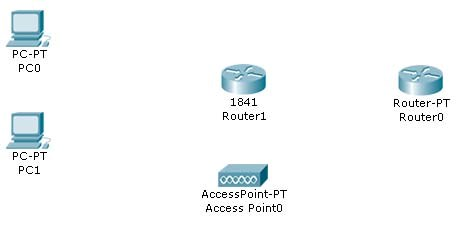 PC-PT
PC0
1841
Router1
Router-PT
Router0
PC-PT
PC1
AccessPoint-PT
Access Point0